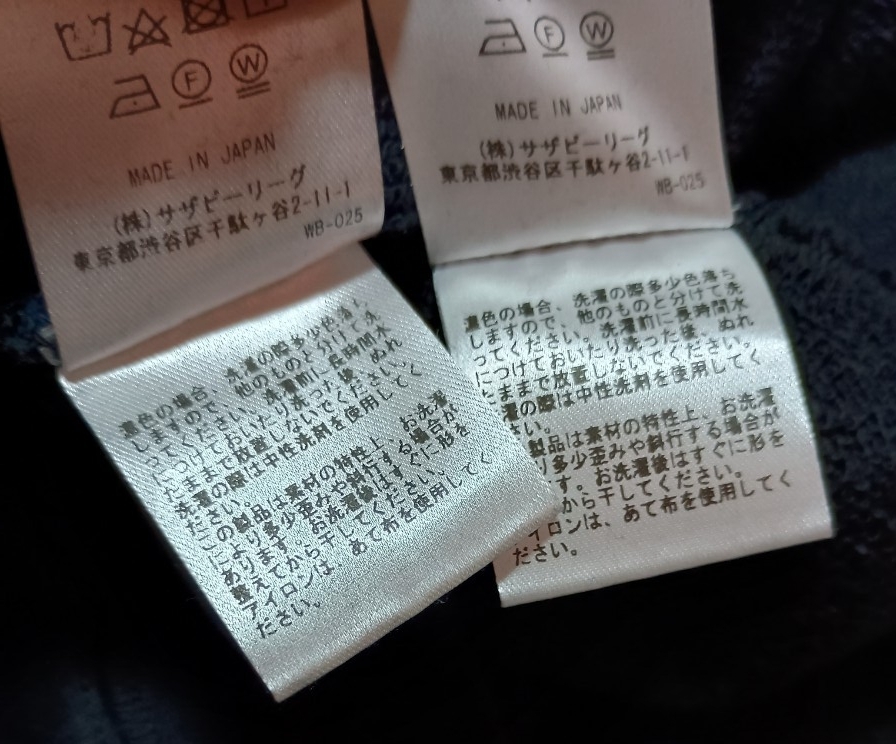 F W
MADE IN JAPAN
(株)サザビーリーグ
東京都渋谷区千駄ヶ谷2-11-1
WB-025
濃色の場合、洗濯の際多少色落ち
しますので、他のものと分けて洗
ってください。洗濯前に長時間水
につけておいたり洗った後、ぬれ
たままで放置しないでください。
洗濯の際は中性洗剤を使用してく
ださい。
この製品は素材の特性上、お洗濯
により多少歪みや斜行する場合が
あります。お洗濯後はすぐに形を
整えてから干してください。
アイロンは、あて布を使用してく
ださい。
F W
MADE IN JAPAN
(株)サザビーリーグ
東京都渋谷区千駄ヶ谷2-11-1
WB-025
濃色の場合、洗濯の際多少色落ち
しますので、他のものと分けて洗
ってください。洗濯前に長時間水
につけておいたり洗った後、ぬれ
たままで放置しないでください。
濯の際は中性洗剤を使用してく
さい。
製品は素材の特性上、お洗濯
り多少歪みや斜行する場合が
す。お洗濯後はすぐに形を
から干してください。
イロンは、あて布を使用してく
ださい。